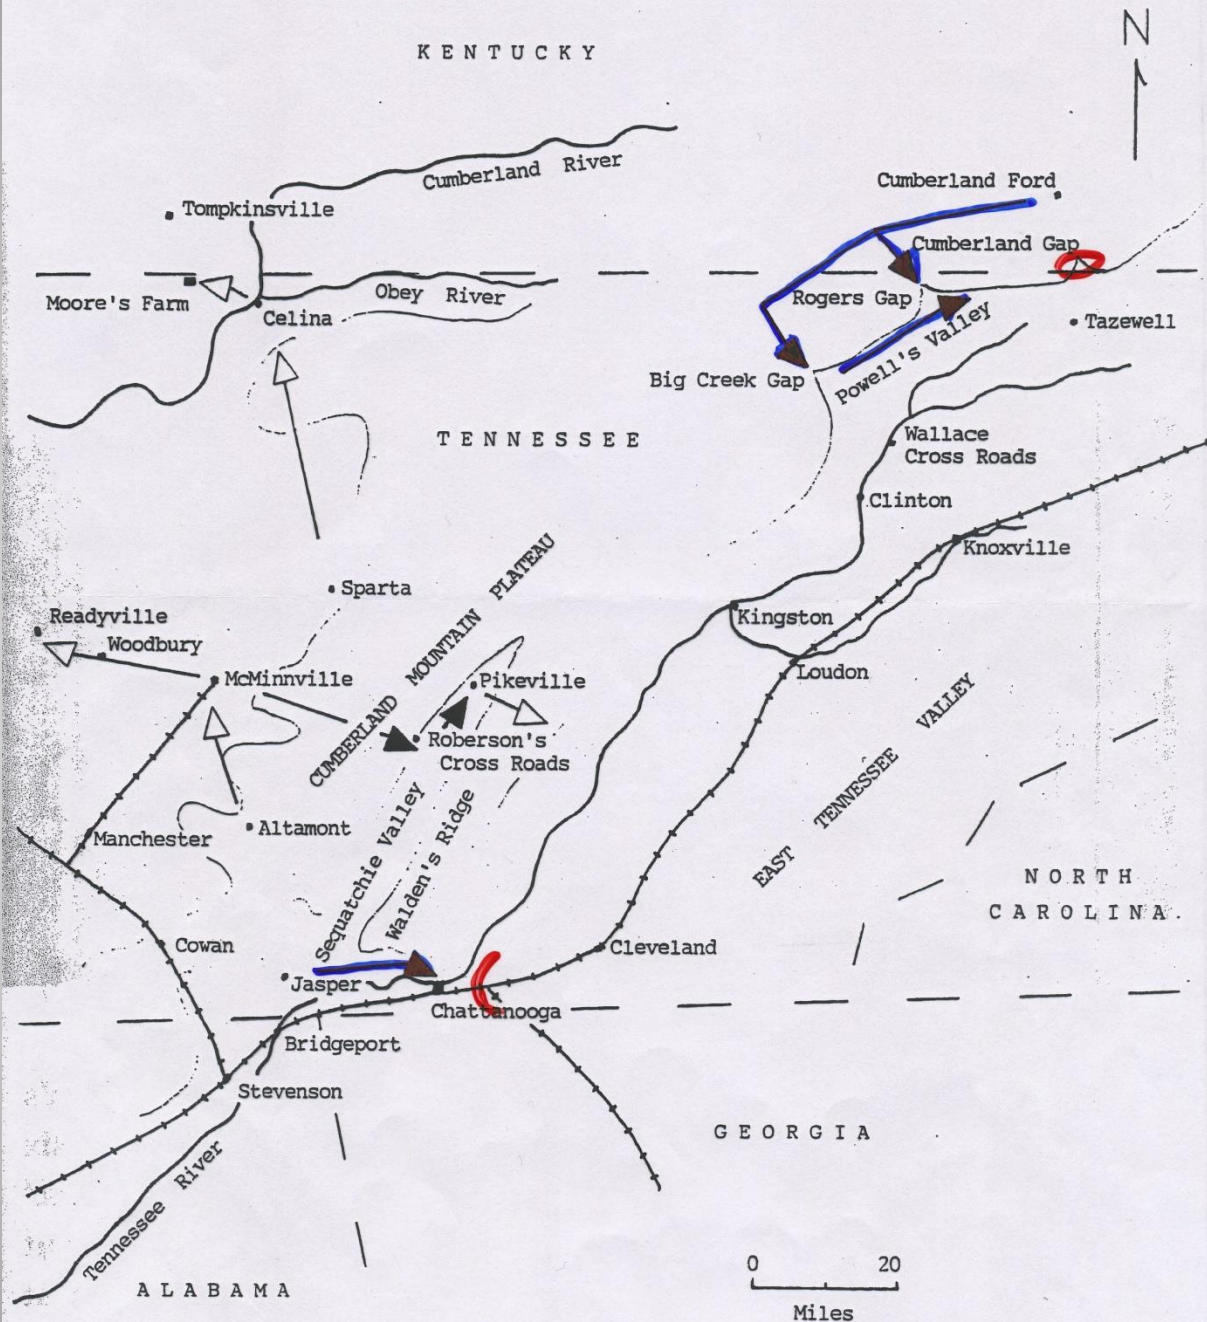 KENTUCKY
N
Cumberland River
Cumberland Ford
Tompkinsville
Cumberland Gap
Moore's Farm
Obey River
Rogers Gap
Celina
Tazewell
Powell's Valley
Big Creek Gap
TENNESSEE
Wallace
Cross Roads
Clinton
Knoxville
Sparta
CUMBERLAND MOUNTAIN PLATEAU
Readyville
Woodbury
Kingston
McMinnville
Pikeville
Loudon
Roberson's
Cross Roads
EAST TENNESSEE VALLEY
Sequatchie Valley
Walden's Ridge
Altamont
Manchester
NORTH
CAROLINA
Cowan
Cleveland
Jasper
Chattanooga
Bridgeport
Stevenson
GEORGIA
Tennessee River
ALABAMA
0 20
Miles